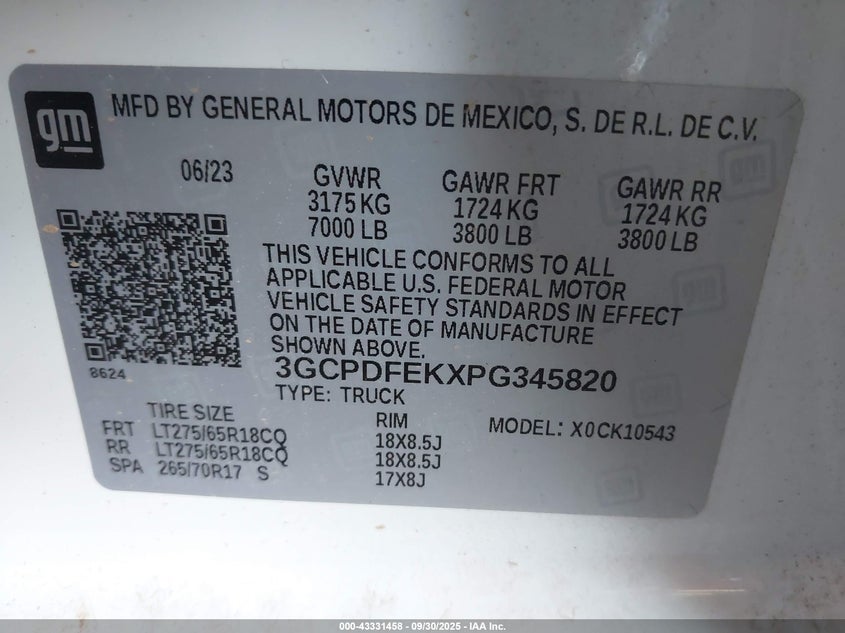 gm
MFD BY GENERAL MOTORS DE MEXICO, S. DE R.L. DE C.V.
06/23 GVWR GAWR FRT GAWR RR
3175 KG 1724 KG 1724 KG
7000 LB 3800 LB 3800 LB
THIS VEHICLE CONFORMS TO ALL
APPLICABLE U.S. FEDERAL MOTOR
VEHICLE SAFETY STANDARDS IN EFFECT
ON THE DATE OF MANUFACTURE
SHOWN ABOVE.
8624
3GCPDFEKXPG345820
TYPE: TRUCK
TIRE SIZE RIM MODEL: X0CK10543
FRT LT275/65R18CQ 18X8.5J
RR LT275/65R18CQ 18X8.5J
SPA 265/70R17 S 17X8J
000-43331458 - 09/30/2025 - IAA Inc.